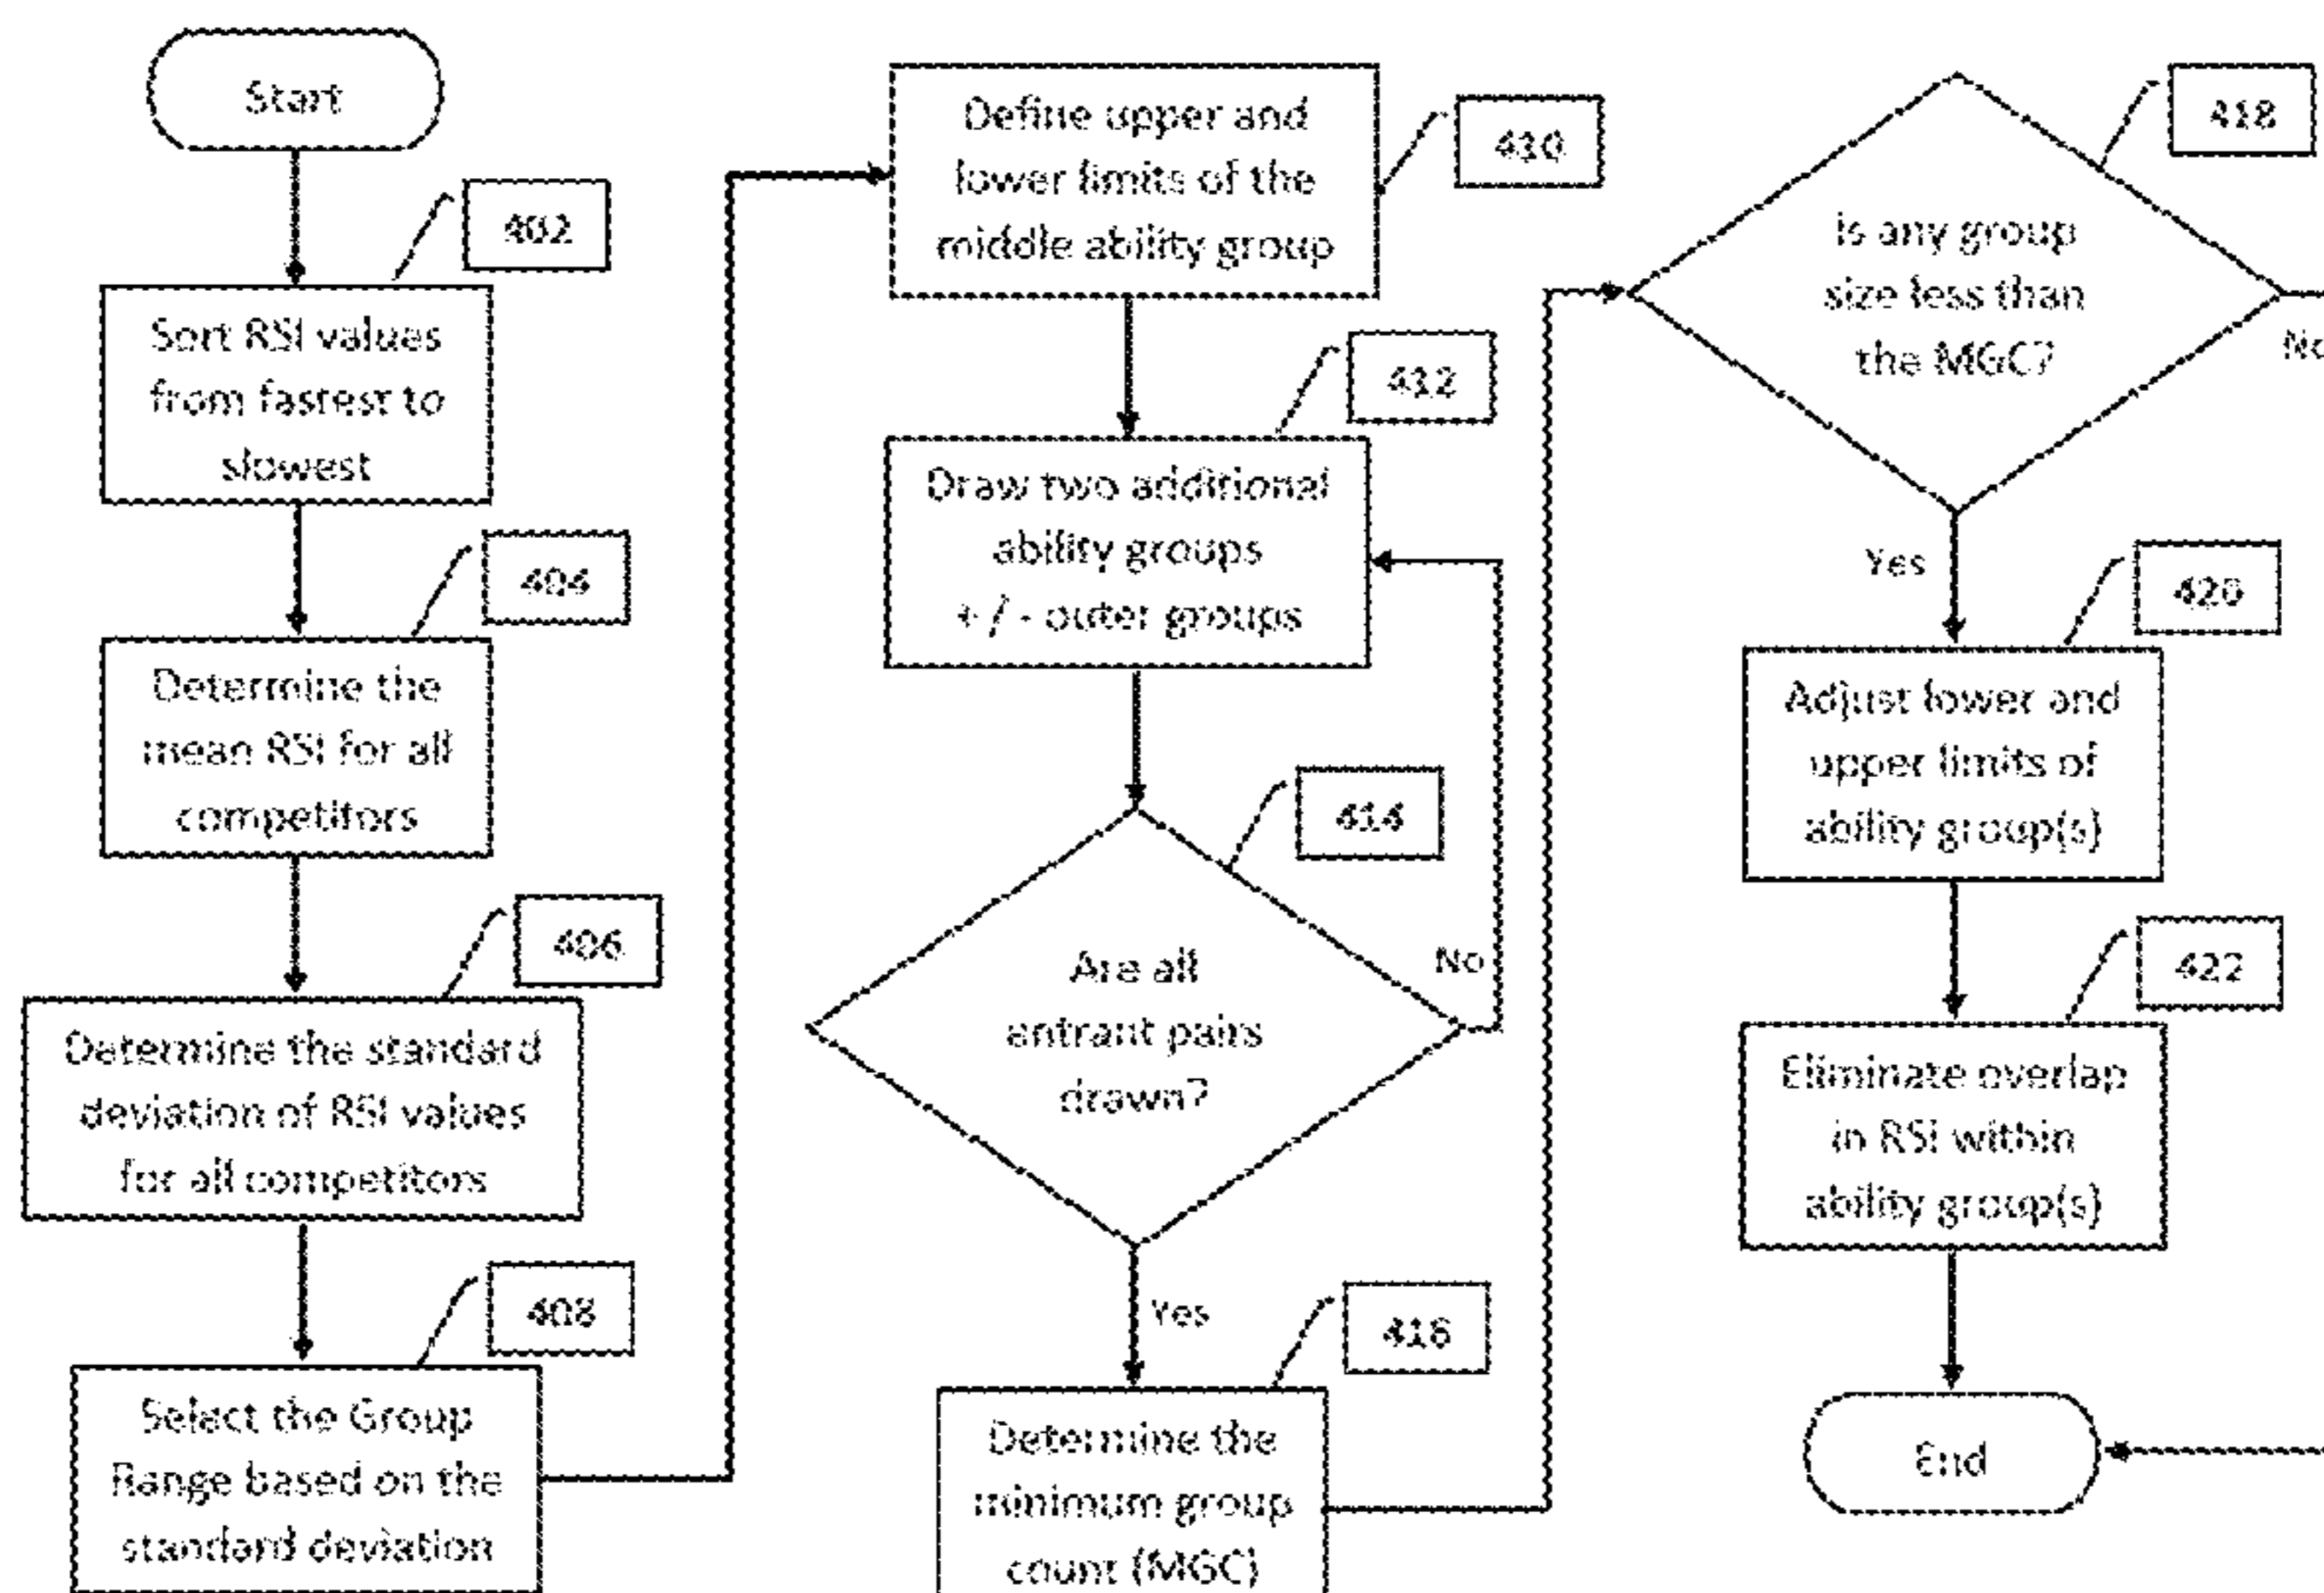 Start
402
Sort RSI values
from fastest to
slowest
404
Determine the
mean RSI for all
competitors
406
Determine the standard
deviation of RSI values
for all competitors
408
Select the Group
Range based on the
standard deviation
Define upper and
lower limits of the
middle ability group
410
412
Draw two additional
ability groups
+ / - outer groups
414
Are all
entrant pairs
drawn?
No
Yes
416
Determine the
minimum group
count (MGC)
418
Is any group
size less than
the MGC?
No
Yes
420
Adjust lower and
upper limits of
ability group(s)
422
Eliminate overlap
in RSI within
ability group(s)
End